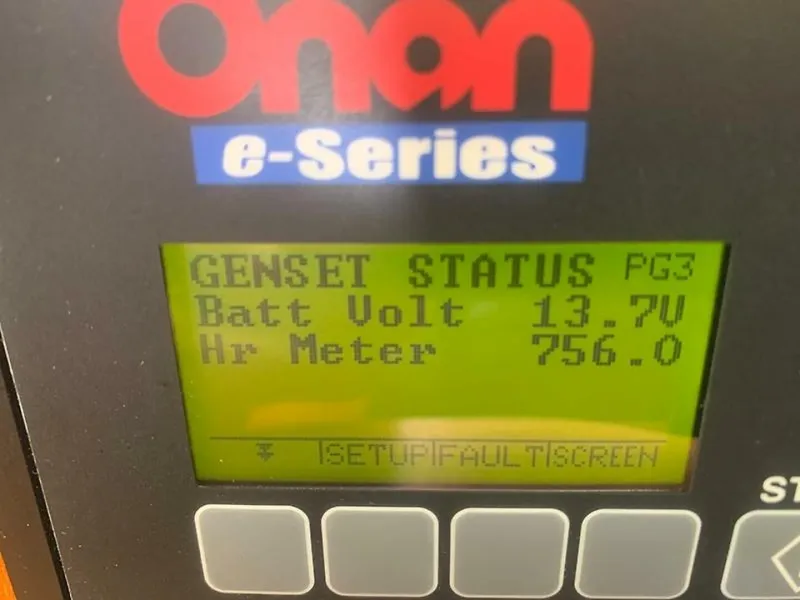 Onan
e-Series
GENSET STATUS PG3
Batt Volt 13.7V
Hr Meter 756.0
SETUP FAULT SCREEN